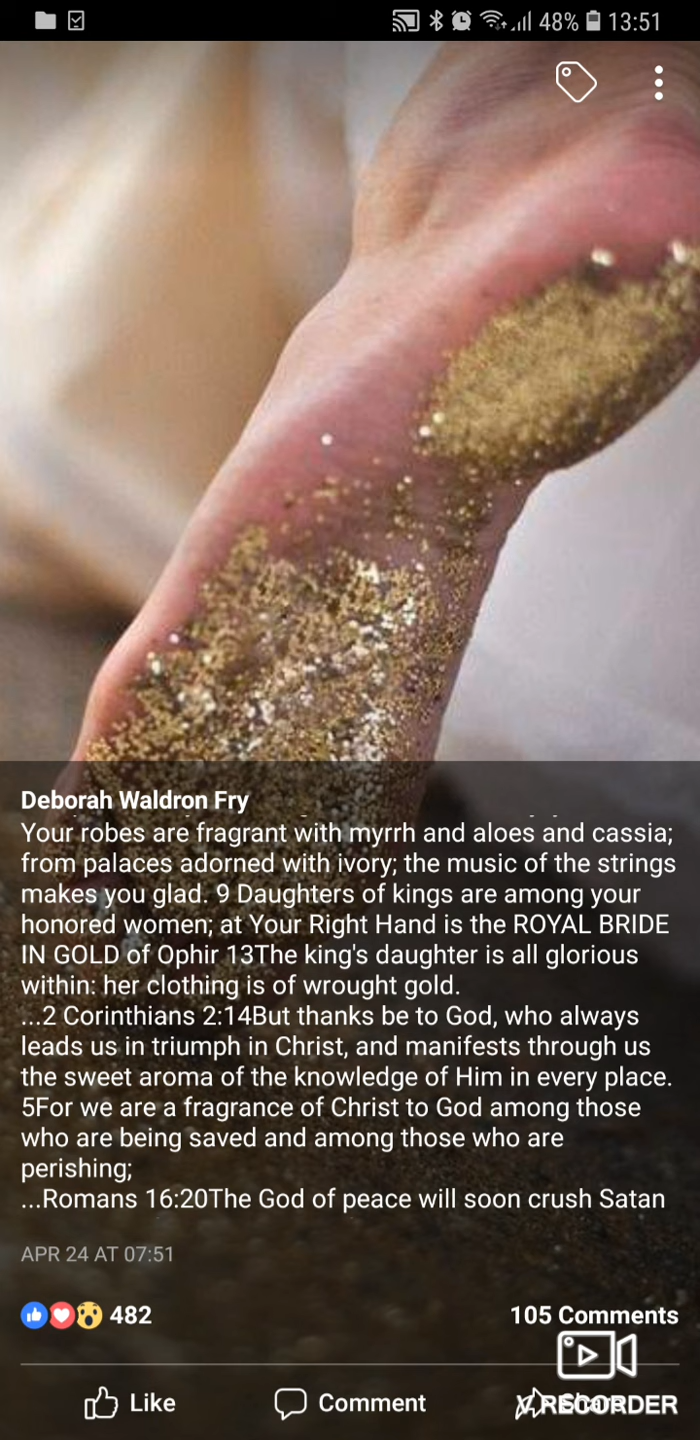 48% 13:51
Deborah Waldron Fry
Your robes are fragrant with myrrh and aloes and cassia;
from palaces adorned with ivory; the music of the strings
makes you glad. 9 Daughters of kings are among your
honored women; at Your Right Hand is the ROYAL BRIDE
IN GOLD of Ophir 13The king's daughter is all glorious
within: her clothing is of wrought gold.
...2 Corinthians 2:14But thanks be to God, who always
leads us in triumph in Christ, and manifests through us
the sweet aroma of the knowledge of Him in every place.
5For we are a fragrance of Christ to God among those
who are being saved and among those who are
perishing;
...Romans 16:20The God of peace will soon crush Satan
APR 24 AT 07:51
482 105 Comments
Like Comment Share
V RECORDER